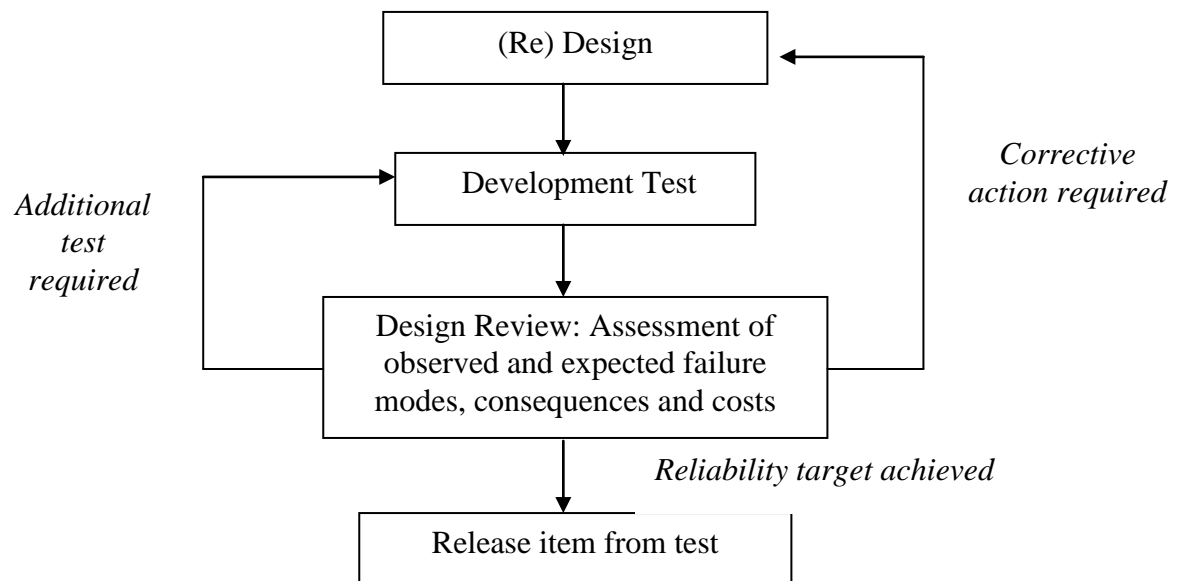 (Re) Design
Corrective
action required
Development Test
Additional
test
required
Design Review: Assessment of
observed and expected failure
modes, consequences and costs
Reliability target achieved
Release item from test